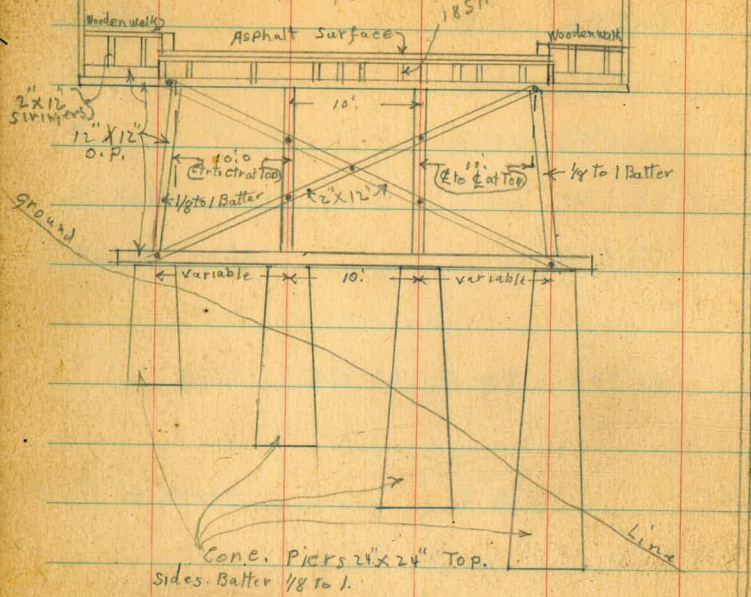 Wooden walk
Asphalt Surface
Wooden walk
2"x12"
Stringers
12"x12"
O.P.
10'
10'.0
Ctr to Ctr at Top
1/8 to 1 Batter
2"x12"
10'.
℄ to ℄ at Top
1/8 to 1 Batter
ground
variable
10'.
variable
Line
Conc. Piers 24"x24" Top.
Sides. Batter 1/8 To 1.